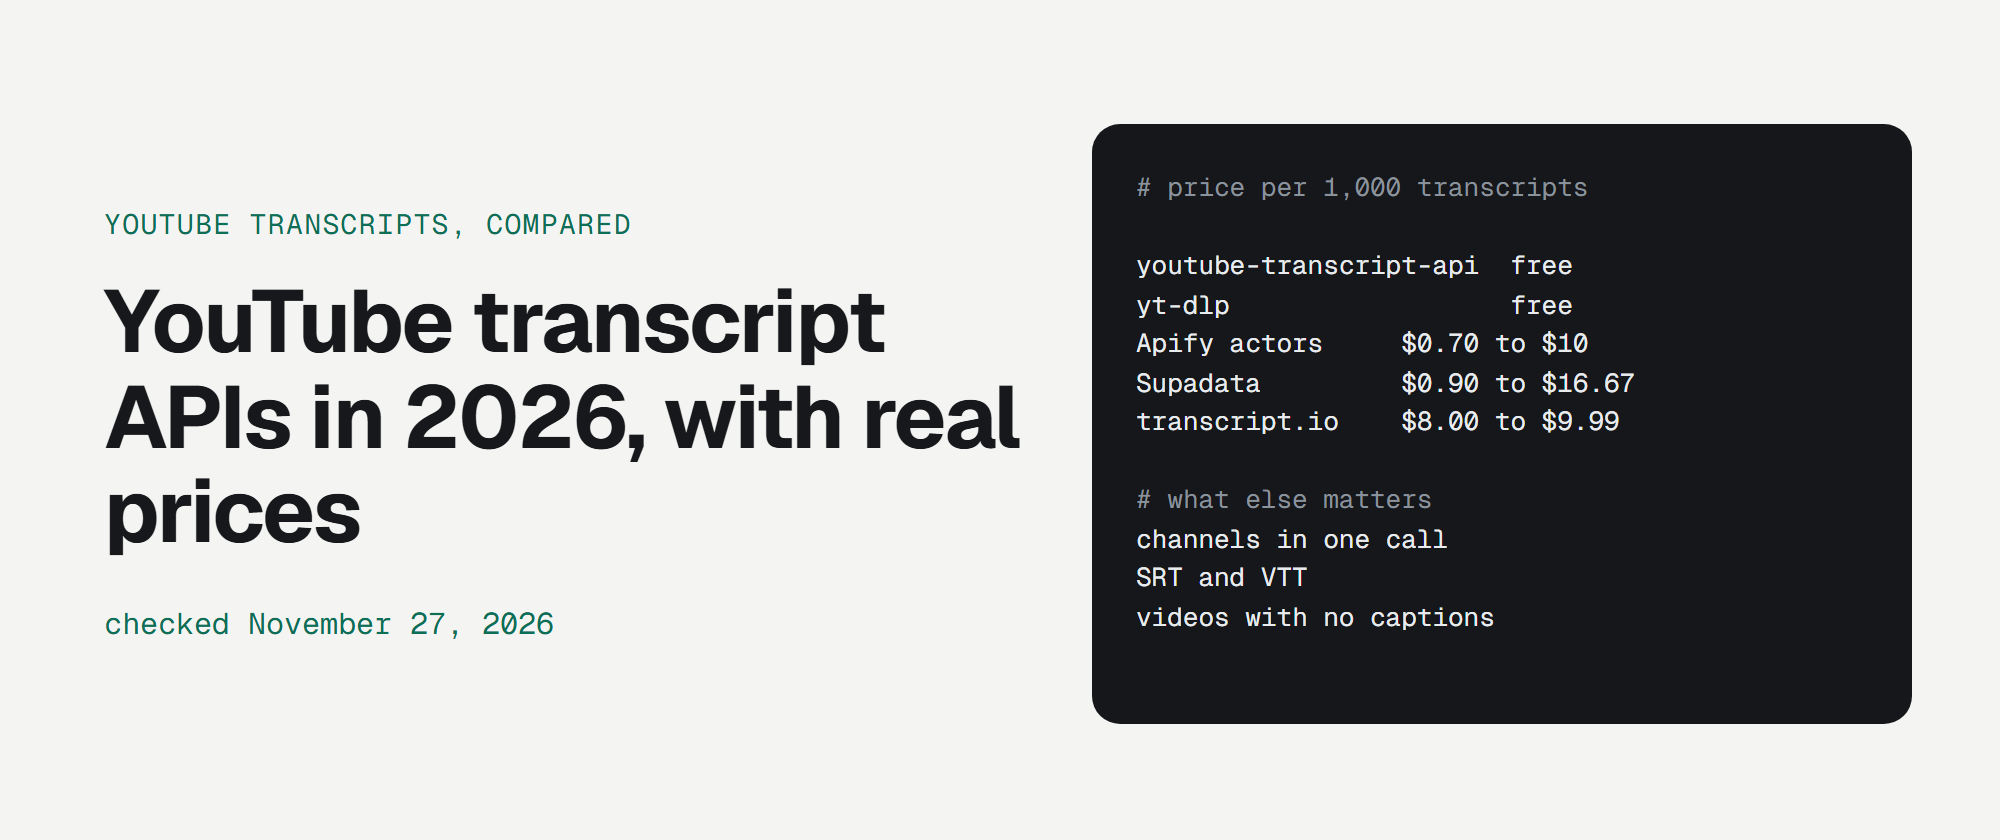 YOUTUBE TRANSCRIPTS, COMPARED
YouTube transcript
APIs in 2026, with real
prices
checked November 27, 2026
# price per 1,000 transcripts
youtube-transcript-api  free
yt-dlp                  free
Apify actors     $0.70 to $10
Supadata         $0.90 to $16.67
transcript.io    $8.00 to $9.99
# what else matters
channels in one call
SRT and VTT
videos with no captions